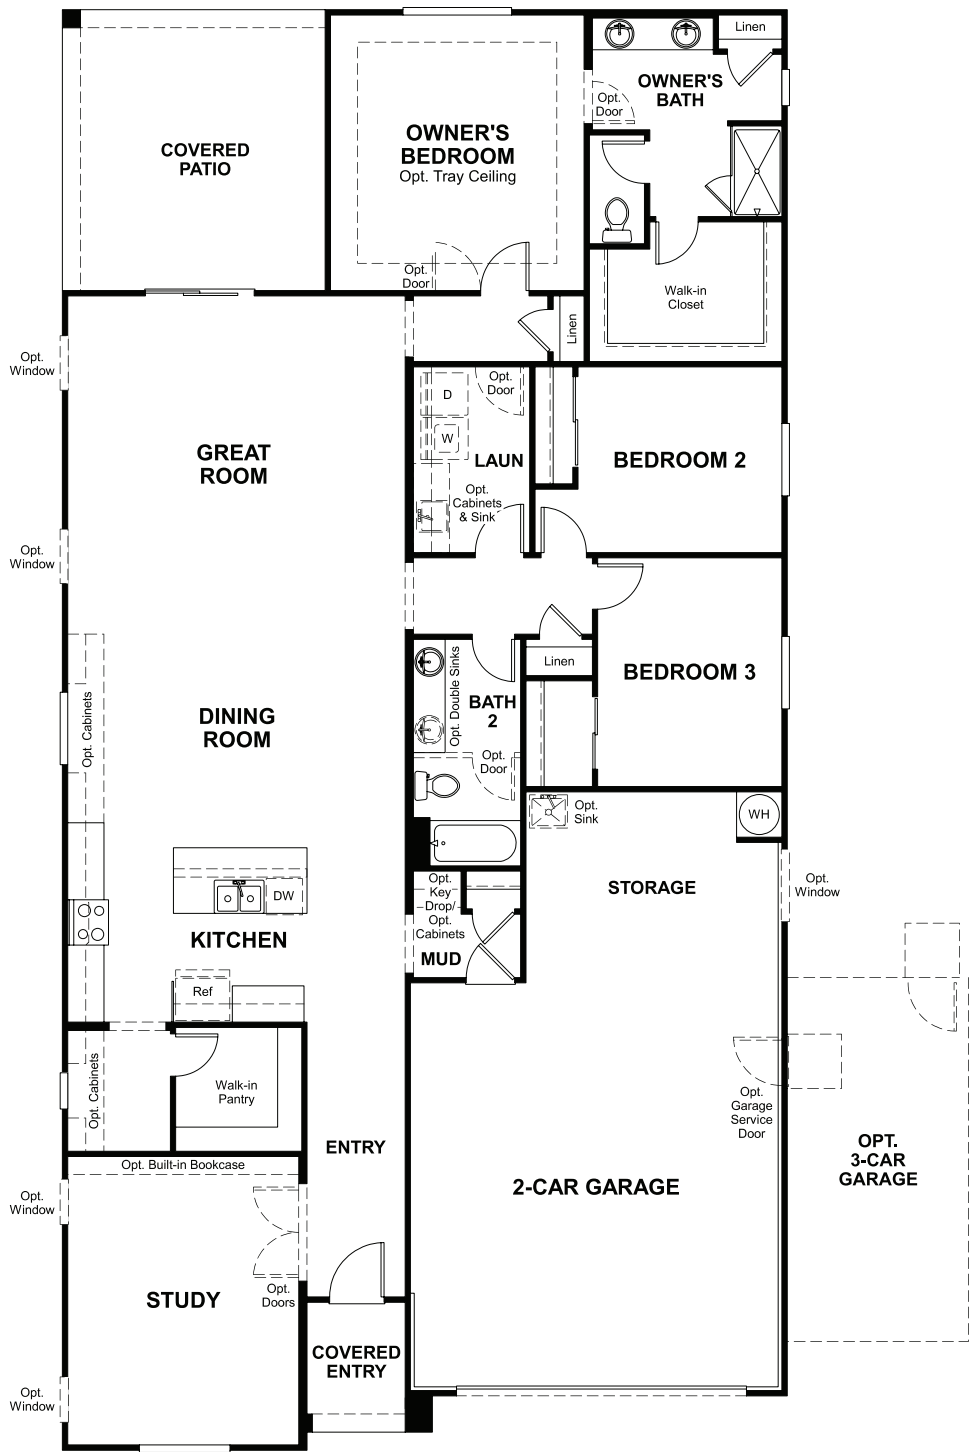 Linen
OWNER'S
BATH
Opt.
Door
COVERED
PATIO
OWNER'S
BEDROOM
Opt. Tray Ceiling
Opt.
Door
Walk-in
Closet
Linen
Opt.
Window
D
Opt.
Door
W
LAUN
Opt.
Cabinets
& Sink
BEDROOM 2
GREAT
ROOM
Opt.
Window
Linen
BEDROOM 3
Opt. Cabinets
DINING
ROOM
Opt. Double Sinks
BATH
2
Opt.
Door
Opt.
Sink
WH
Opt.
Window
STORAGE
DW
KITCHEN
Opt.
Key
Drop/
Opt.
Cabinets
MUD
Ref
Opt. Cabinets
Walk-in
Pantry
Opt.
Garage
Service
Door
ENTRY
OPT.
3-CAR
GARAGE
Opt. Built-in Bookcase
2-CAR GARAGE
Opt.
Window
Opt.
Doors
STUDY
COVERED
ENTRY
Opt.
Window